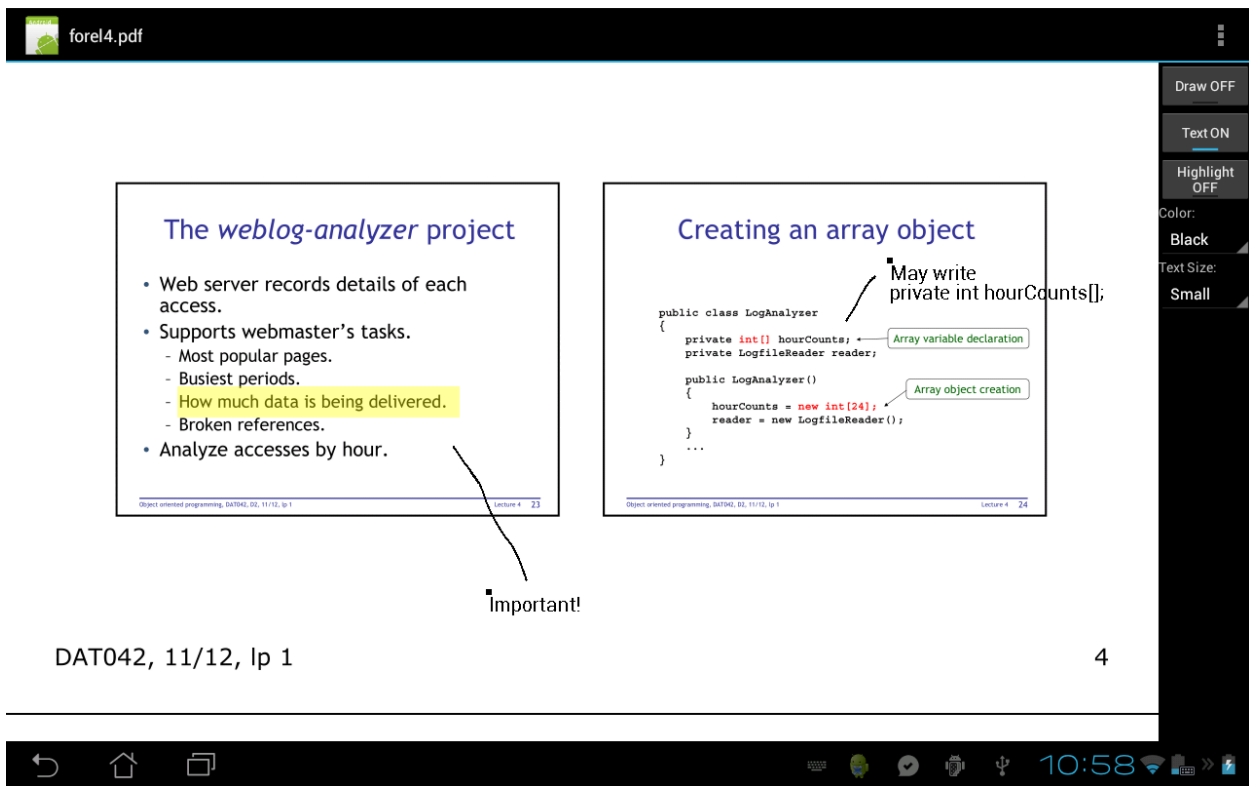 forel4.pdf
Draw OFF
Text ON
Highlight
OFF
Color:
Black
Text Size:
Small
The weblog-analyzer project
• Web server records details of each
access.
• Supports webmaster's tasks.
– Most popular pages.
– Busiest periods.
– How much data is being delivered.
– Broken references.
• Analyze accesses by hour.
Object oriented programming, DAT042, D2, 11/12, lp 1
Lecture 4 23
Important!
Creating an array object
May write
private int hourCounts[];
public class LogAnalyzer
{
private int[] hourCounts;
Array variable declaration
private LogfileReader reader;
public LogAnalyzer()
{
Array object creation
hourCounts = new int[24];
reader = new LogfileReader();
}
...
}
Object oriented programming, DAT042, D2, 11/12, lp 1
Lecture 4 24
DAT042, 11/12, lp 1
4
10:58